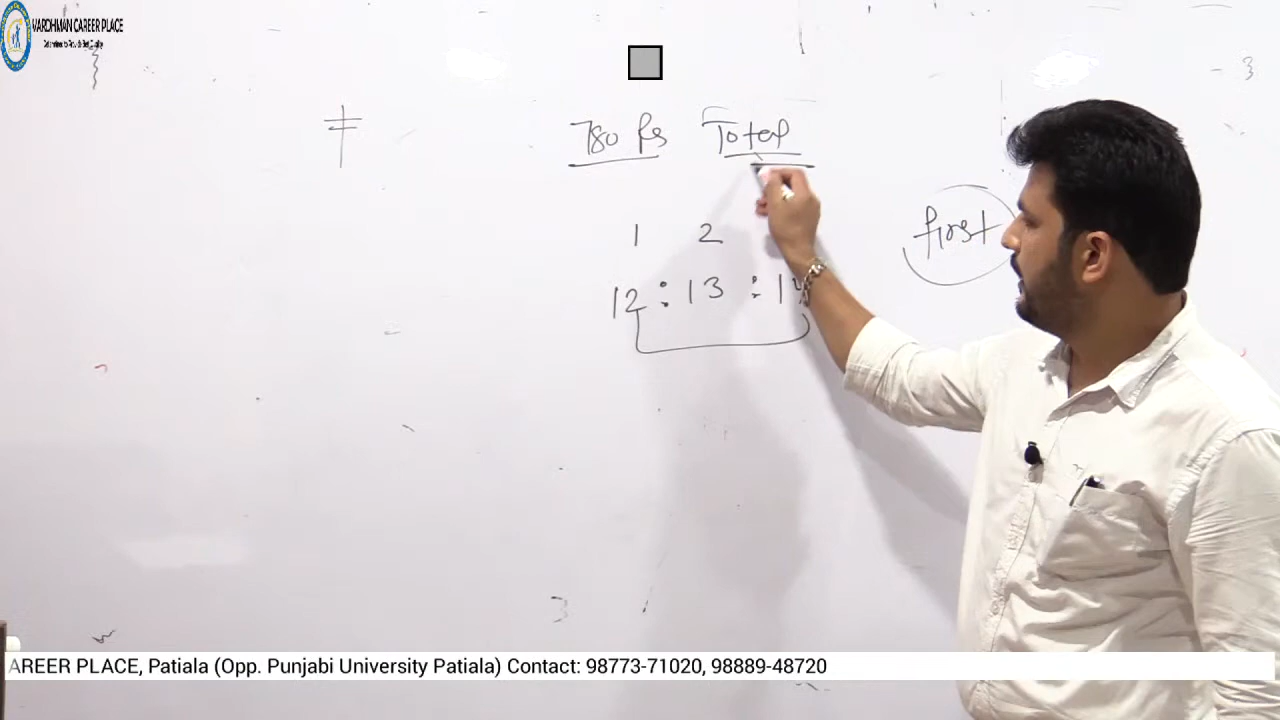 VARDHMAN CAREER PLACE
780 Rs Total
first
1 2
12 : 13 : 1
AREER PLACE, Patiala (Opp. Punjabi University Patiala) Contact: 98773-71020, 98889-48720